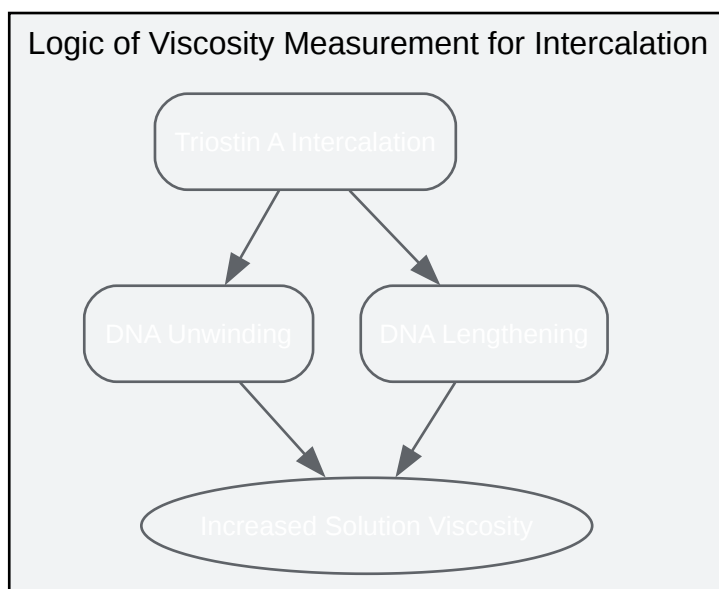 Logic of Viscosity Measurement for Intercalation
Triostin A Intercalation
DNA Unwinding
DNA Lengthening
Increased Solution Viscosity